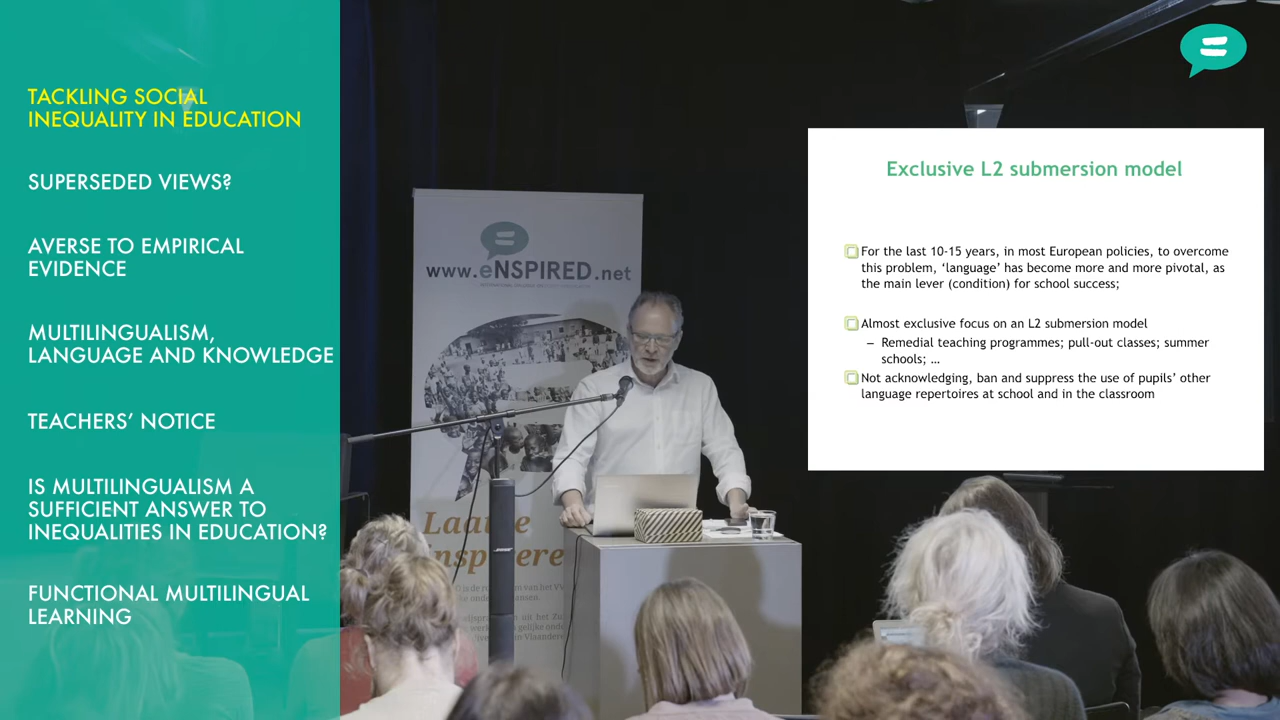 TACKLING SOCIAL
INEQUALITY IN EDUCATION
SUPERSEDED VIEWS?
AVERSE TO EMPIRICAL
EVIDENCE
MULTILINGUALISM,
LANGUAGE AND KNOWLEDGE
TEACHERS’ NOTICE
IS MULTILINGUALISM A
SUFFICIENT ANSWER TO
INEQUALITIES IN EDUCATION?
FUNCTIONAL MULTILINGUAL
LEARNING
www.eNSPIRED.net
Exclusive L2 submersion model
For the last 10-15 years, in most European policies, to overcome
this problem, ‘language’ has become more and more pivotal, as
the main lever (condition) for school success;
Almost exclusive focus on an L2 submersion model
– Remedial teaching programmes; pull-out classes; summer
schools; …
Not acknowledging, ban and suppress the use of pupils’ other
language repertoires at school and in the classroom